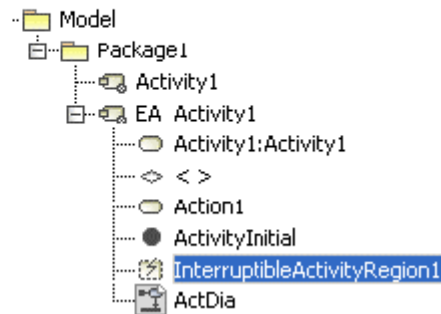 Model
Package1
Activity1
EA Activity1
Activity1:Activity1
< >
Action1
ActivityInitial
InterruptibleActivityRegion1
ActDia